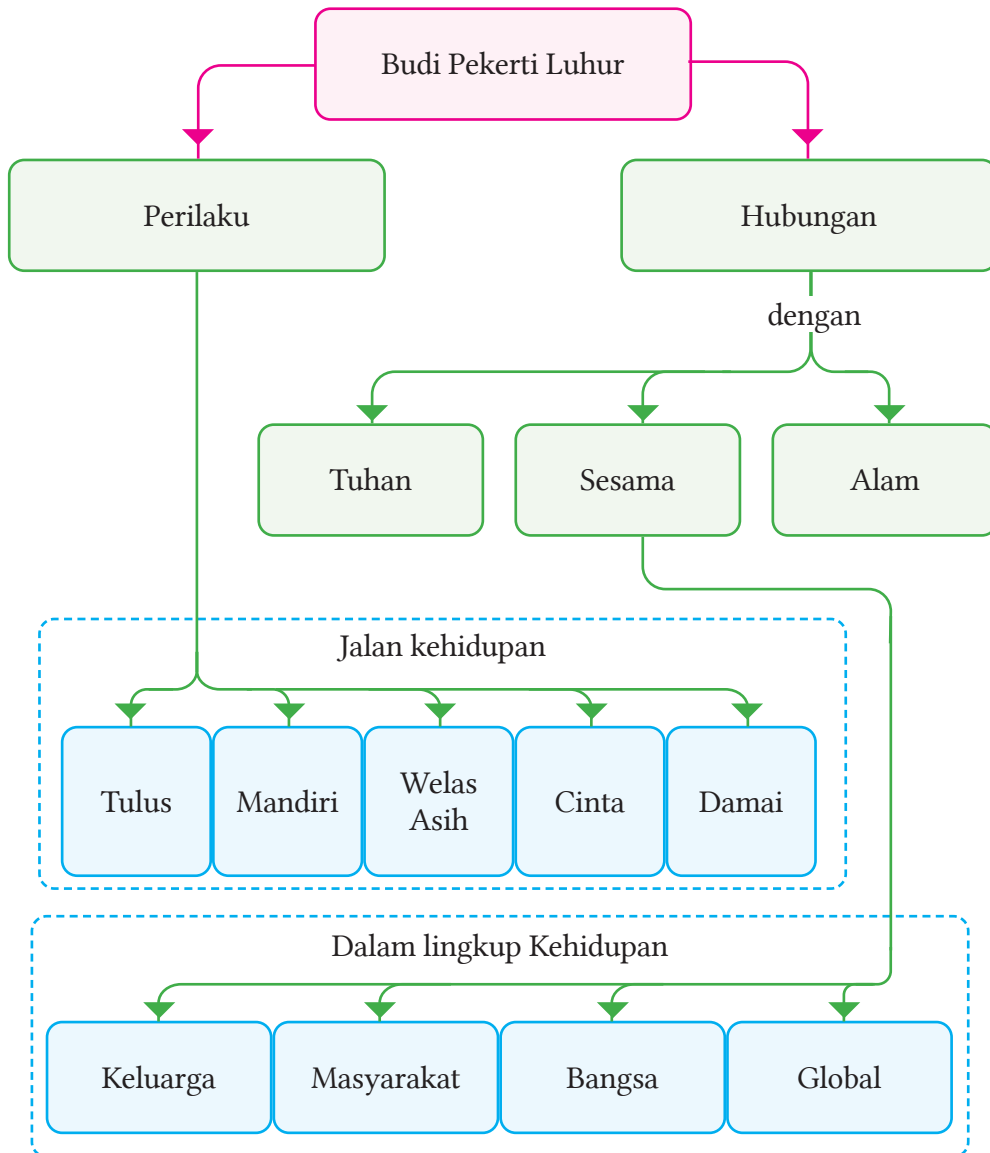 Budi Pekerti Luhur
Perilaku
Hubungan
dengan
Tuhan
Sesama
Alam
Jalan kehidupan
Tulus
Mandiri
Welas
Asih
Cinta
Damai
Dalam lingkup Kehidupan
Keluarga
Masyarakat
Bangsa
Global